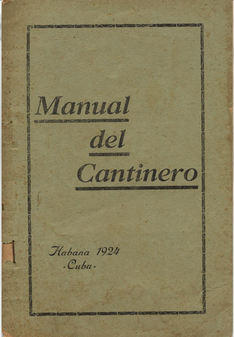 Manual
del
Cantinero
Habana 1924
-Cuba-